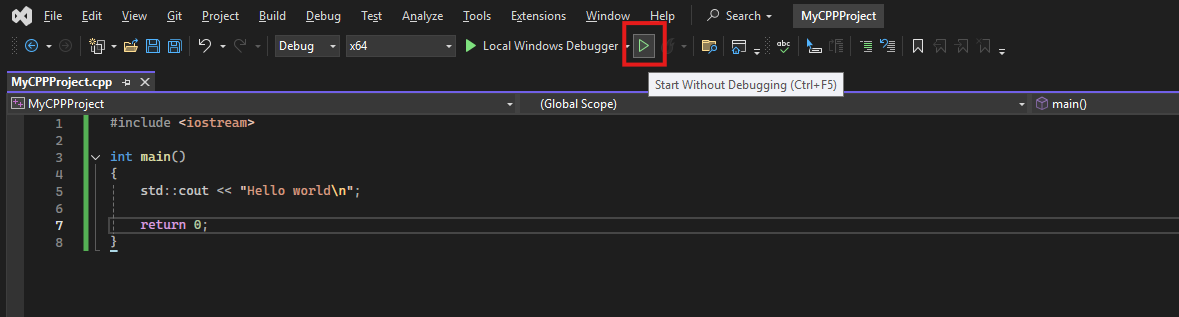 File Edit View Git Project Build Debug Test Analyze Tools Extensions Window Help Search MyCPPProject
Debug x64 Local Windows Debugger abc
Start Without Debugging (Ctrl+F5)
MyCPPProject.cpp
MyCPPProject (Global Scope) main()
1 #include <iostream>
2
3 int main()
4 {
5 std::cout << "Hello world\n";
6
7 return 0;
8 }